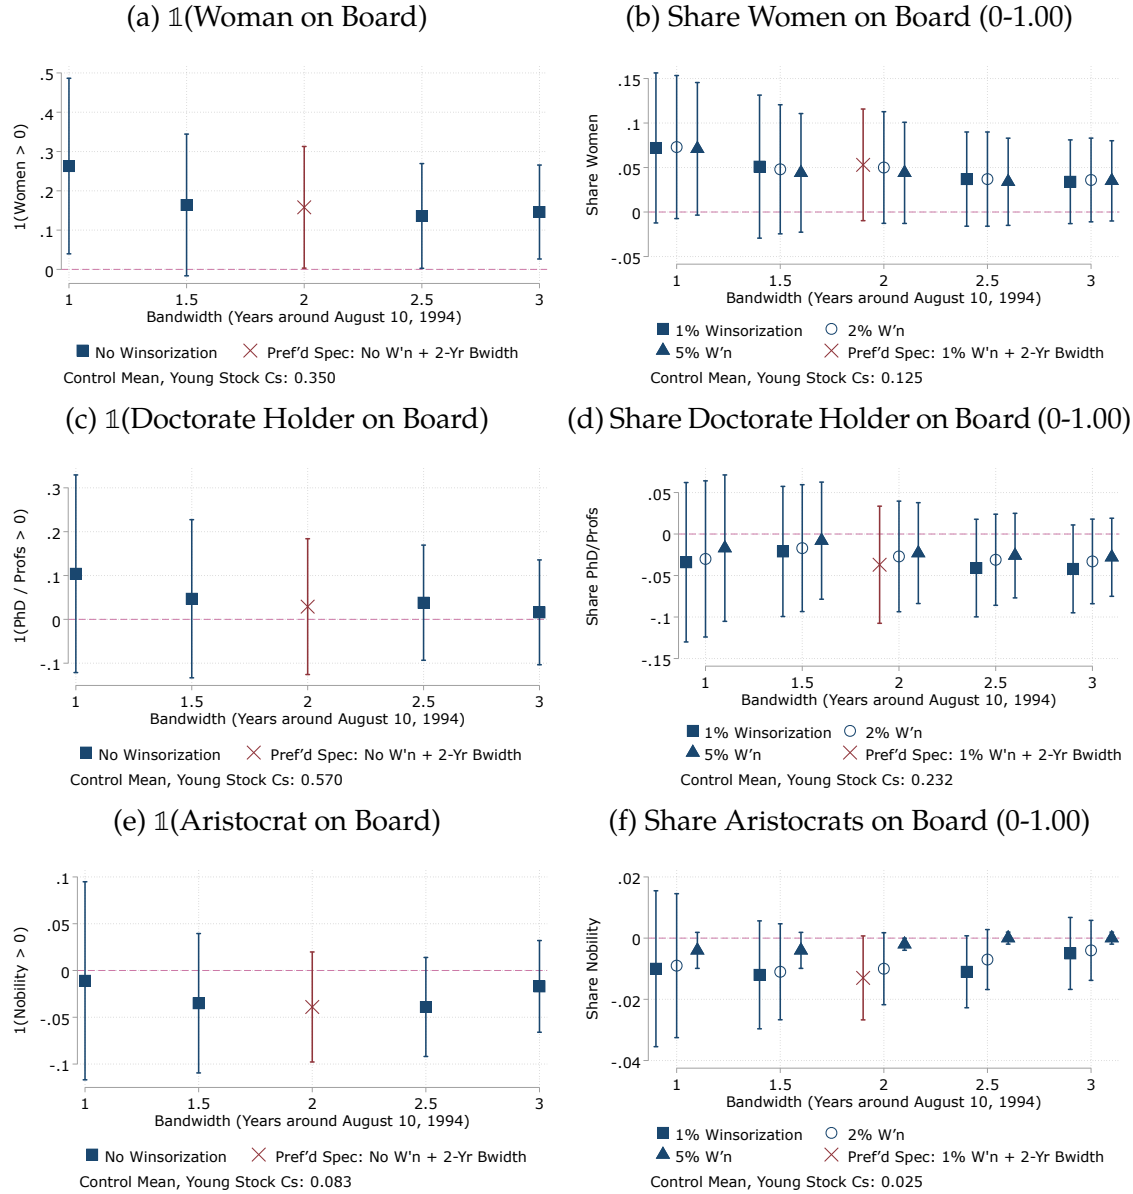 (a) 𝟙(Woman on Board)
.5
.4
.3
.2
.1
0
1(Women > 0)
1 1.5 2 2.5 3
Bandwidth (Years around August 10, 1994)
No Winsorization Pref'd Spec: No W'n + 2-Yr Bwidth
Control Mean, Young Stock Cs: 0.350
(b) Share Women on Board (0-1.00)
.15
.1
.05
0
-.05
Share Women
1 1.5 2 2.5 3
Bandwidth (Years around August 10, 1994)
1% Winsorization 2% W'n
5% W'n Pref'd Spec: 1% W'n + 2-Yr Bwidth
Control Mean, Young Stock Cs: 0.125
(c) 𝟙(Doctorate Holder on Board)
.3
.2
.1
0
-.1
1(PhD / Profs > 0)
1 1.5 2 2.5 3
Bandwidth (Years around August 10, 1994)
No Winsorization Pref'd Spec: No W'n + 2-Yr Bwidth
Control Mean, Young Stock Cs: 0.570
(d) Share Doctorate Holder on Board (0-1.00)
.05
0
-.05
-.1
-.15
Share PhD/Profs
1 1.5 2 2.5 3
Bandwidth (Years around August 10, 1994)
1% Winsorization 2% W'n
5% W'n Pref'd Spec: 1% W'n + 2-Yr Bwidth
Control Mean, Young Stock Cs: 0.232
(e) 𝟙(Aristocrat on Board)
.1
.05
0
-.05
-.1
1(Nobility > 0)
1 1.5 2 2.5 3
Bandwidth (Years around August 10, 1994)
No Winsorization Pref'd Spec: No W'n + 2-Yr Bwidth
Control Mean, Young Stock Cs: 0.083
(f) Share Aristocrats on Board (0-1.00)
.02
0
-.02
-.04
Share Nobility
1 1.5 2 2.5 3
Bandwidth (Years around August 10, 1994)
1% Winsorization 2% W'n
5% W'n Pref'd Spec: 1% W'n + 2-Yr Bwidth
Control Mean, Young Stock Cs: 0.025